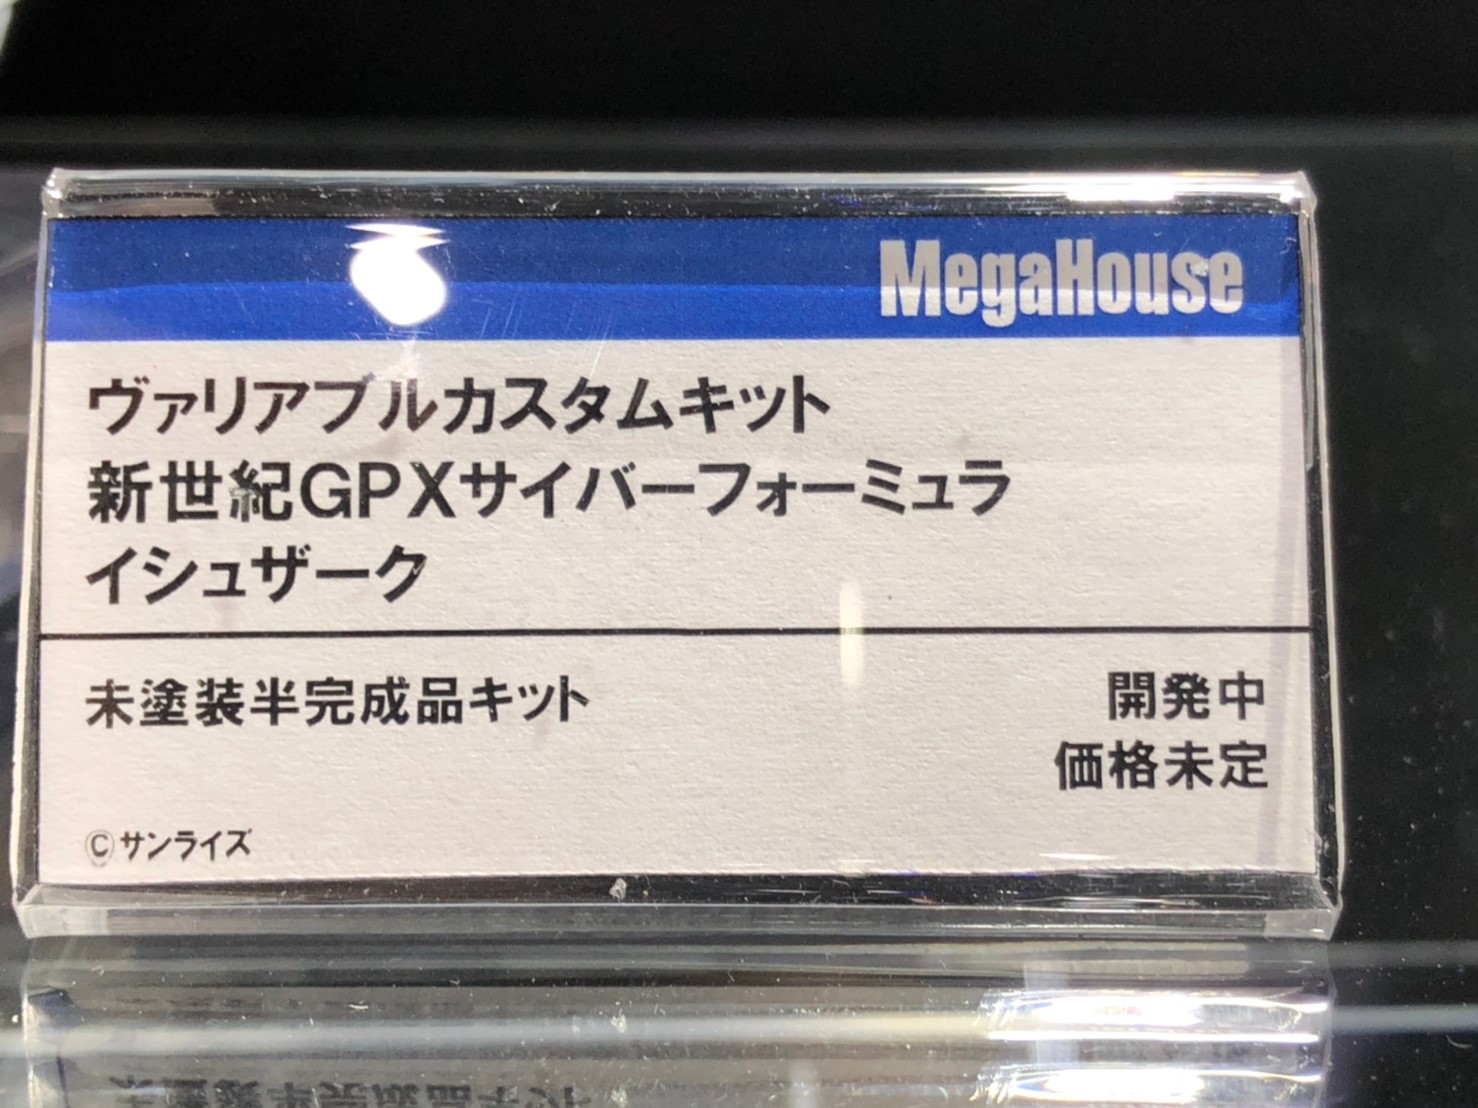 MegaHouse
ヴァリアブルカスタムキット
新世紀GPXサイバーフォーミュラ
イシュザーク
未塗装半完成品キット
開発中
価格未定
©サンライズ